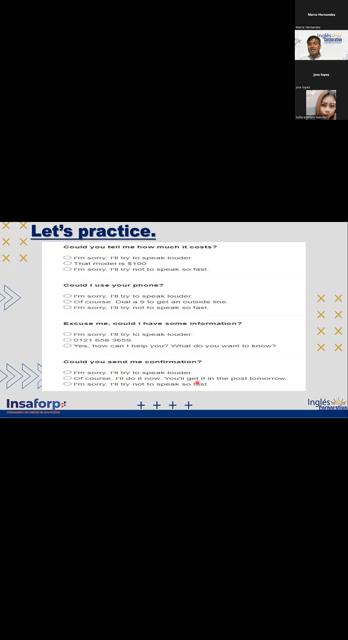 Marco Hernandez
Marco Hernandez
Inglés
Corporation
Jose lopez
Jose lopez
Let's practice.
Could you tell me how much it costs?
I'm sorry. I'll try to speak louder.
That model is $100
I'm sorry, I'll try not to speak so fast.
Could I use your phone?
I'm sorry. I'll try to speak louder.
Of course. Dial a 9 to get an outside line.
I'm sorry, I'll try not to speak so fast.
Excuse me, could I have some information?
I'm sorry. I'll try to speak louder.
0121 658 3659
Yes, how can I help you? What do you want to know?
Could you send me confirmation?
I'm sorry. I'll try to speak louder.
Of course, I'll do it now. You'll get it in the post tomorrow.
I'm sorry, I'll try not to speak so fast.
Insaforp
Inglés
Corporation